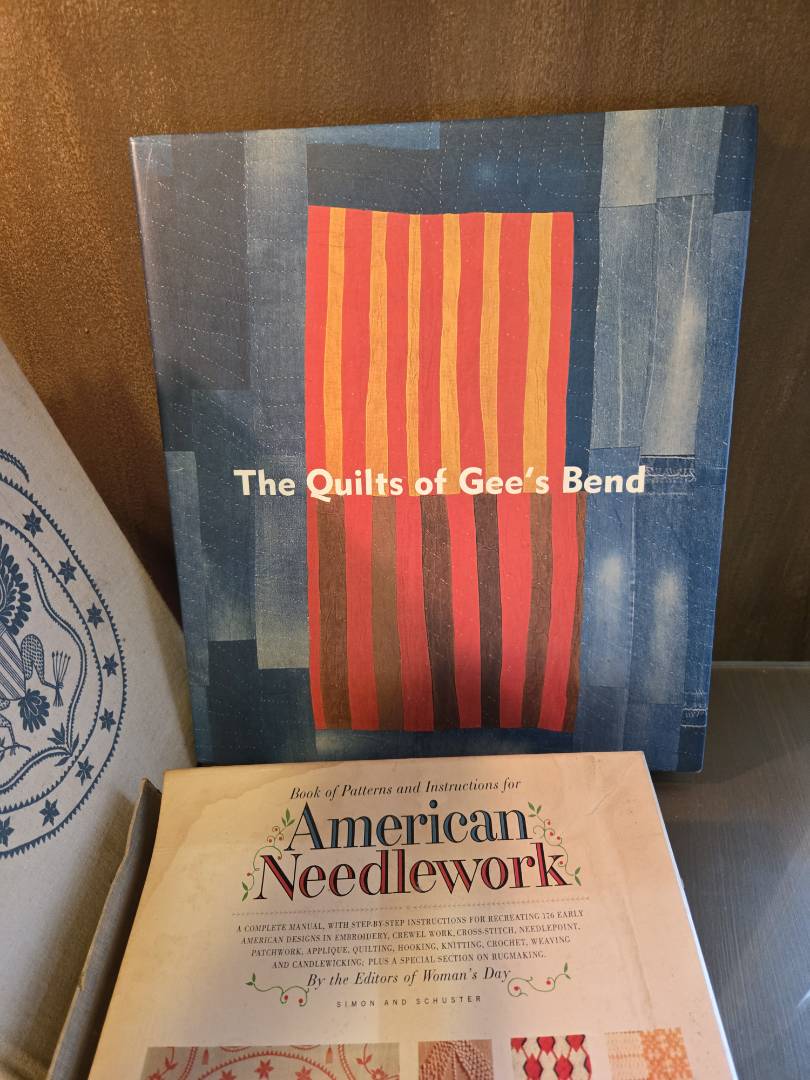 The Quilts of Gee's Bend
Book of Patterns and Instructions for
American
Needlework
A COMPLETE MANUAL, WITH STEP-BY-STEP INSTRUCTIONS FOR RECREATING 176 EARLY
AMERICAN DESIGNS IN EMBROIDERY, CREWEL WORK, CROSS-STITCH, NEEDLEPOINT,
PATCHWORK, APPLIQUE, QUILTING, HOOKING, KNITTING, CROCHET, WEAVING
AND CANDLEWICKING; PLUS A SPECIAL SECTION ON RUGMAKING.
By the Editors of Woman's Day
SIMON AND SCHUSTER